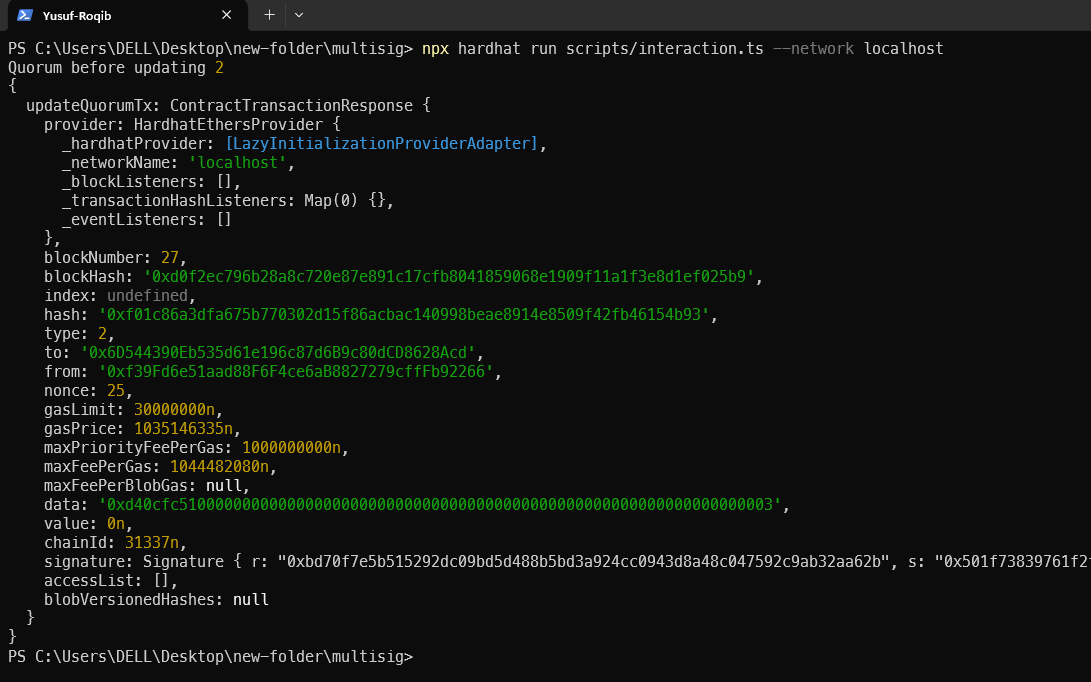 Yusuf-Roqib
PS C:\Users\DELL\Desktop\new-folder\multisig> npx hardhat run scripts/interaction.ts --network localhost
Quorum before updating 2
{
  updateQuorumTx: ContractTransactionResponse {
    provider: HardhatEthersProvider {
      _hardhatProvider: [LazyInitializationProviderAdapter],
      _networkName: 'localhost',
      _blockListeners: [],
      _transactionHashListeners: Map(0) {},
      _eventListeners: []
    },
    blockNumber: 27,
    blockHash: '0xd0f2ec796b28a8c720e87e891c17cfb8041859068e1909f11a1f3e8d1ef025b9',
    index: undefined,
    hash: '0xf01c86a3dfa675b770302d15f86acbac140998beae8914e8509f42fb46154b93',
    type: 2,
    to: '0x6D544390Eb535d61e196c87d6B9c80dCD8628Acd',
    from: '0xf39Fd6e51aad88F6F4ce6aB8827279cffFb92266',
    nonce: 25,
    gasLimit: 30000000n,
    gasPrice: 1035146335n,
    maxPriorityFeePerGas: 1000000000n,
    maxFeePerGas: 1044482080n,
    maxFeePerBlobGas: null,
    data: '0xd40cfc510000000000000000000000000000000000000000000000000000000000000003',
    value: 0n,
    chainId: 31337n,
    signature: Signature { r: "0xbd70f7e5b515292dc09bd5d488b5bd3a924cc0943d8a48c047592c9ab32aa62b", s: "0x501f73839761f2
    accessList: [],
    blobVersionedHashes: null
  }
}
PS C:\Users\DELL\Desktop\new-folder\multisig>